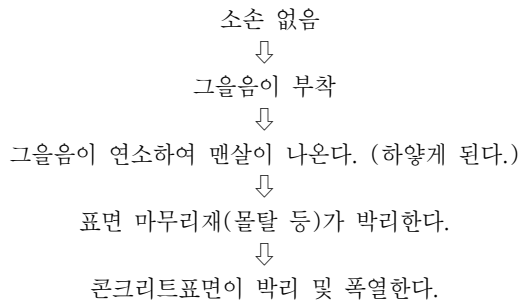 소손 없음
⇩
그을음이 부착
⇩
그을음이 연소하여 맨살이 나온다. (하얗게 된다.)
⇩
표면 마무리재(몰탈 등)가 박리한다.
⇩
콘크리트표면이 박리 및 폭열한다.